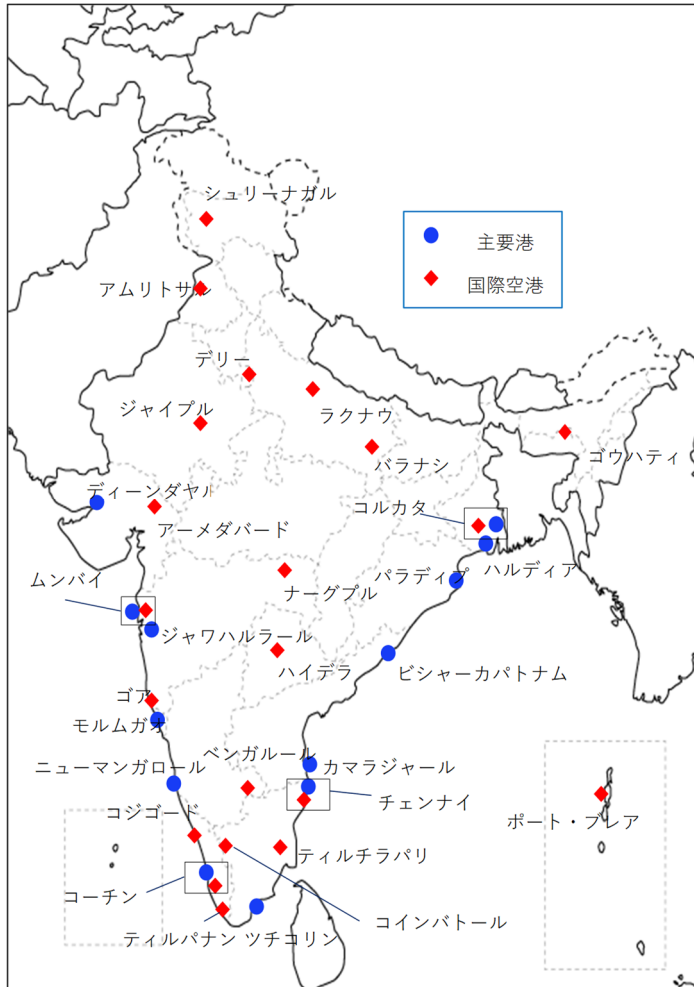 シュリーナガル
主要港
国際空港
アムリトサル
デリー
ジャイプル
ラクナウ
バラナシ
ゴウハティ
ディーンダヤル
コルカタ
アーメダバード
ハルディア
パラディプ
ムンバイ
ナーグプル
ジャワハルラール
ハイデラ
ビシャーカパトナム
ゴア
モルムガオ
ベンガルール
ニューマンガロール
カマラジャール
チェンナイ
コジゴード
ポート・ブレア
ティルチラパリ
コーチン
コインバトール
ティルパナン ツチコリン